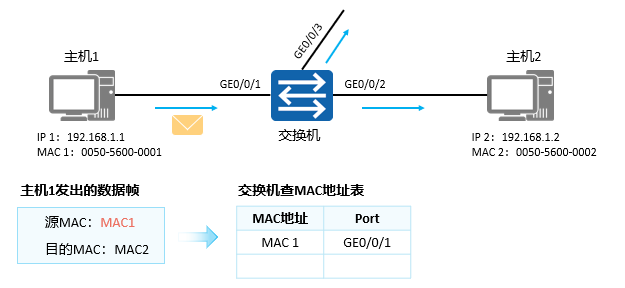 GE0/0/3
主机1
主机2
GE0/0/1
GE0/0/2
交换机
IP 1：192.168.1.1
MAC 1：0050-5600-0001
IP 2：192.168.1.2
MAC 2：0050-5600-0002
主机1发出的数据帧
源MAC：MAC1
目的MAC：MAC2
交换机查MAC地址表
MAC地址 Port
MAC 1 GE0/0/1